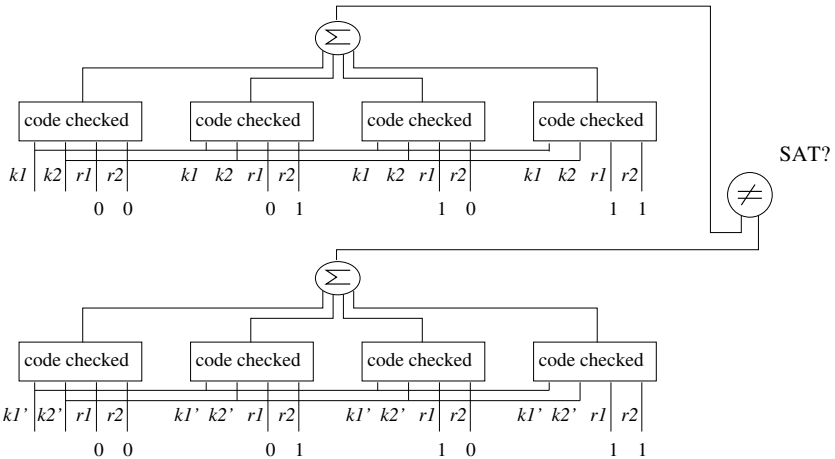 Σ
code checked code checked code checked code checked
SAT?
k1 k2 r1 r2 k1 k2 r1 r2 k1 k2 r1 r2 k1 k2 r1 r2
≠
0 0 0 1 1 0 1 1
Σ
code checked code checked code checked code checked
k1’ k2’ r1 r2 k1’ k2’ r1 r2 k1’ k2’ r1 r2 k1’ k2’ r1 r2
0 0 0 1 1 0 1 1